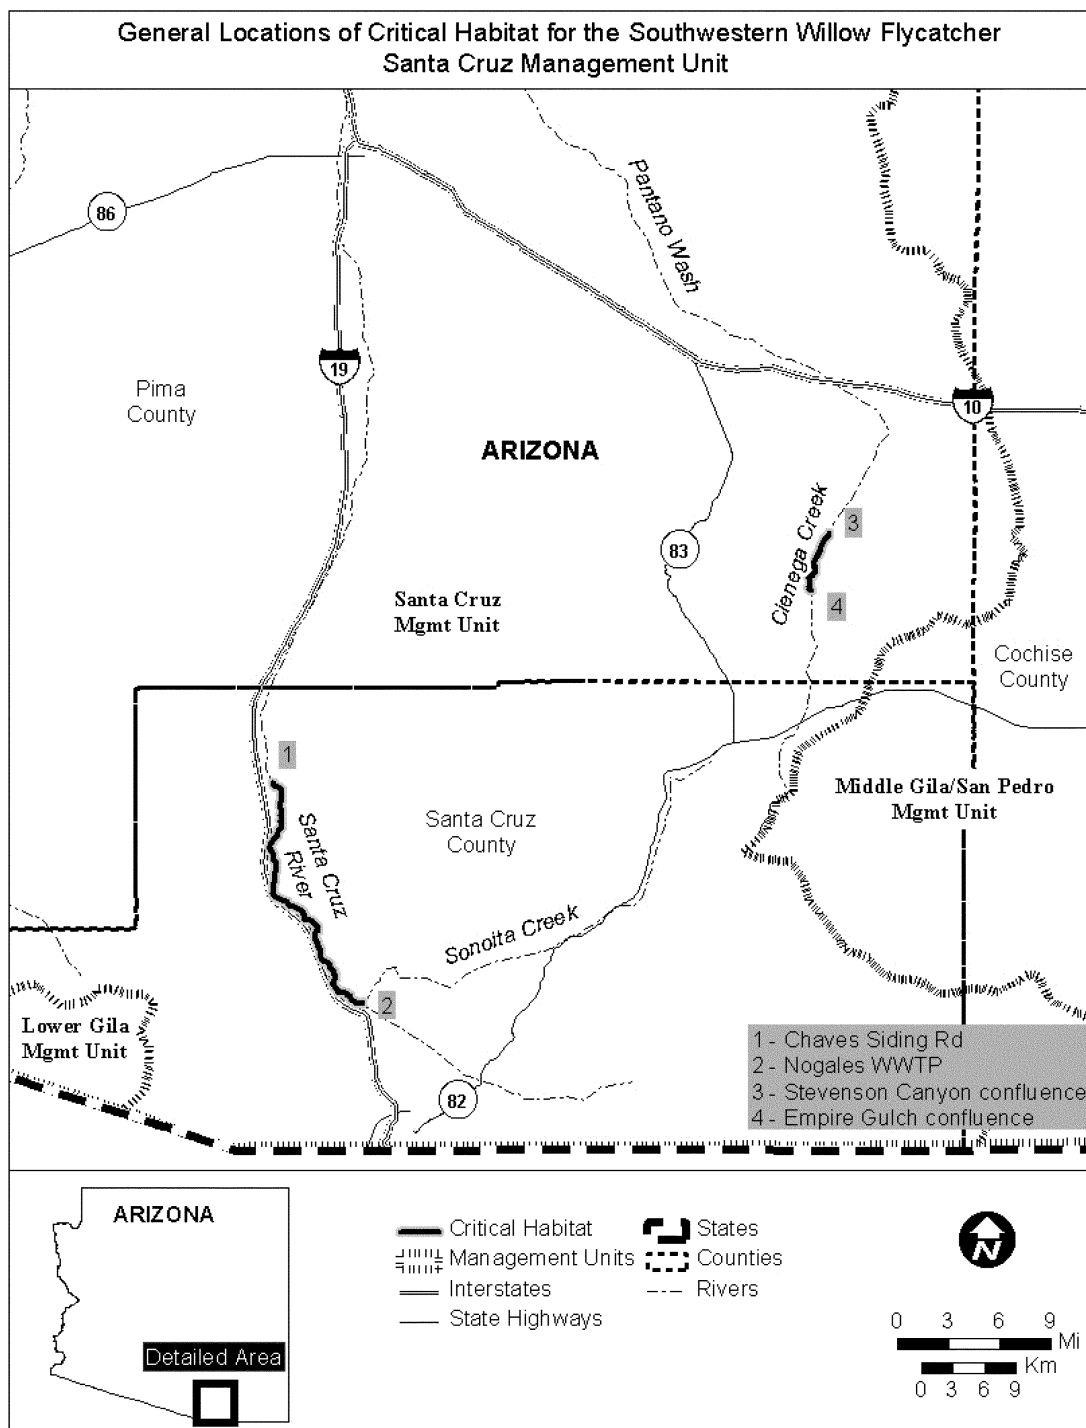 General Locations of Critical Habitat for the Southwestern Willow Flycatcher
Santa Cruz Management Unit
Pantano Wash
86
19
Pima
County
10
ARIZONA
Cienega Creek
3
83
4
Santa Cruz
Mgmt Unit
Cochise
County
1
Santa Cruz
River
Santa Cruz
County
Middle Gila/San Pedro
Mgmt Unit
Sonoita Creek
2
Lower Gila
Mgmt Unit
82
1 - Chaves Siding Rd
2 - Nogales WWTP
3 - Stevenson Canyon confluence
4 - Empire Gulch confluence
ARIZONA
Detailed Area
Critical Habitat
Management Units
Interstates
State Highways
States
Counties
Rivers
N
0 3 6 9
Mi
Km
0 3 6 9